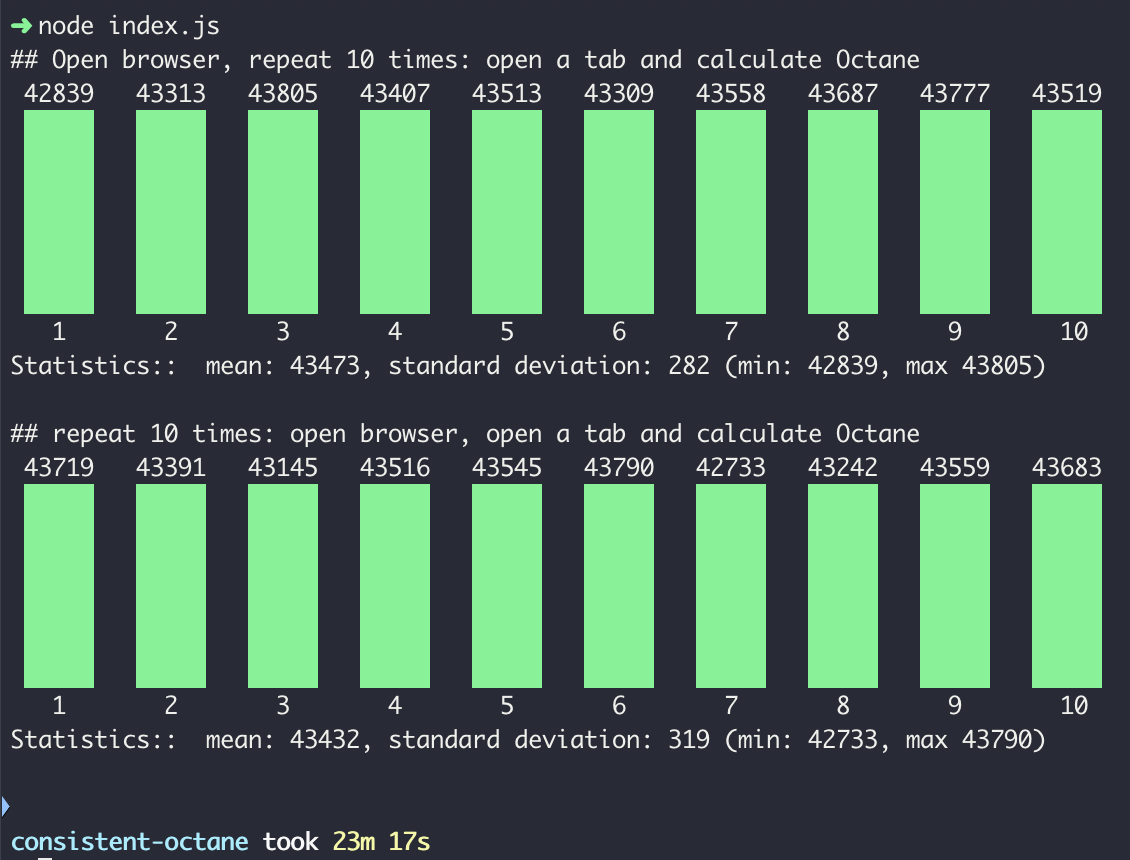 ➜ node index.js
## Open browser, repeat 10 times: open a tab and calculate Octane
42839 43313 43805 43407 43513 43309 43558 43687 43777 43519
1 2 3 4 5 6 7 8 9 10
Statistics::  mean: 43473, standard deviation: 282 (min: 42839, max 43805)
## repeat 10 times: open browser, open a tab and calculate Octane
43719 43391 43145 43516 43545 43790 42733 43242 43559 43683
1 2 3 4 5 6 7 8 9 10
Statistics::  mean: 43432, standard deviation: 319 (min: 42733, max 43790)
consistent-octane took 23m 17s